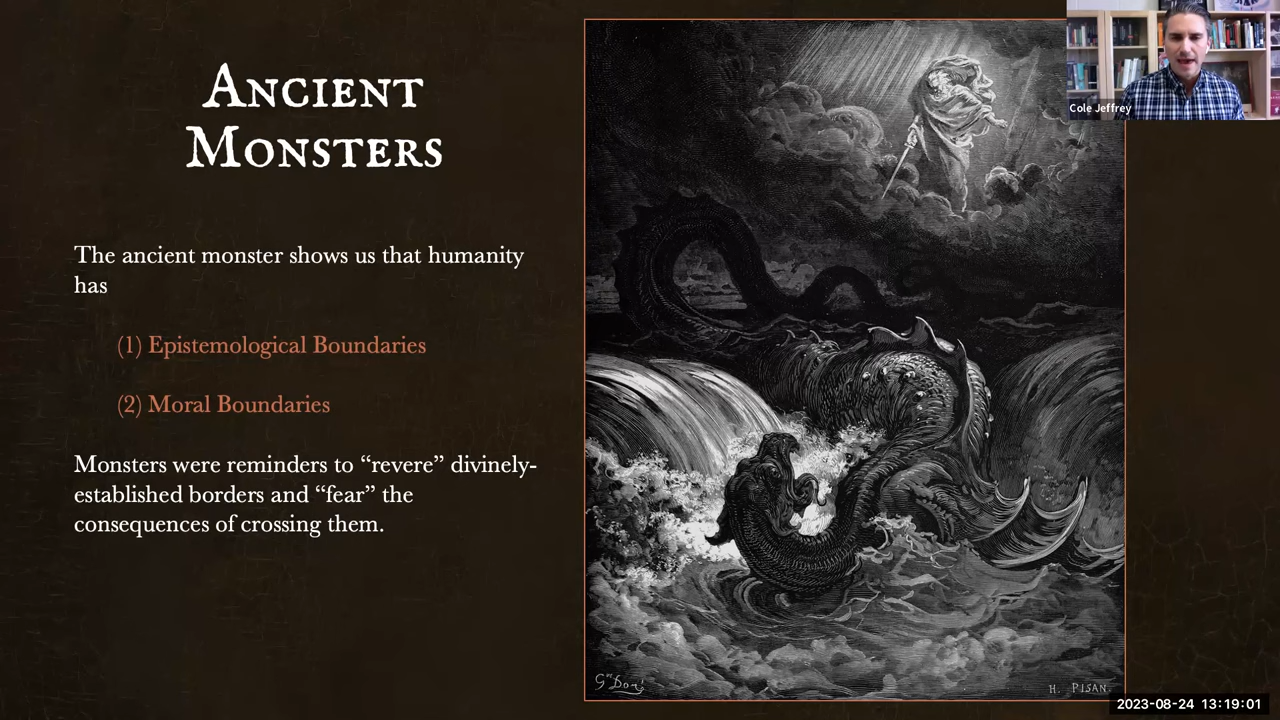 Ancient
Monsters
The ancient monster shows us that humanity
has
(1) Epistemological Boundaries
(2) Moral Boundaries
Monsters were reminders to “revere” divinely-
established borders and “fear” the
consequences of crossing them.
Cole Jeffrey
G. Doré
H. PISAN.
2023-08-24 13:19:01